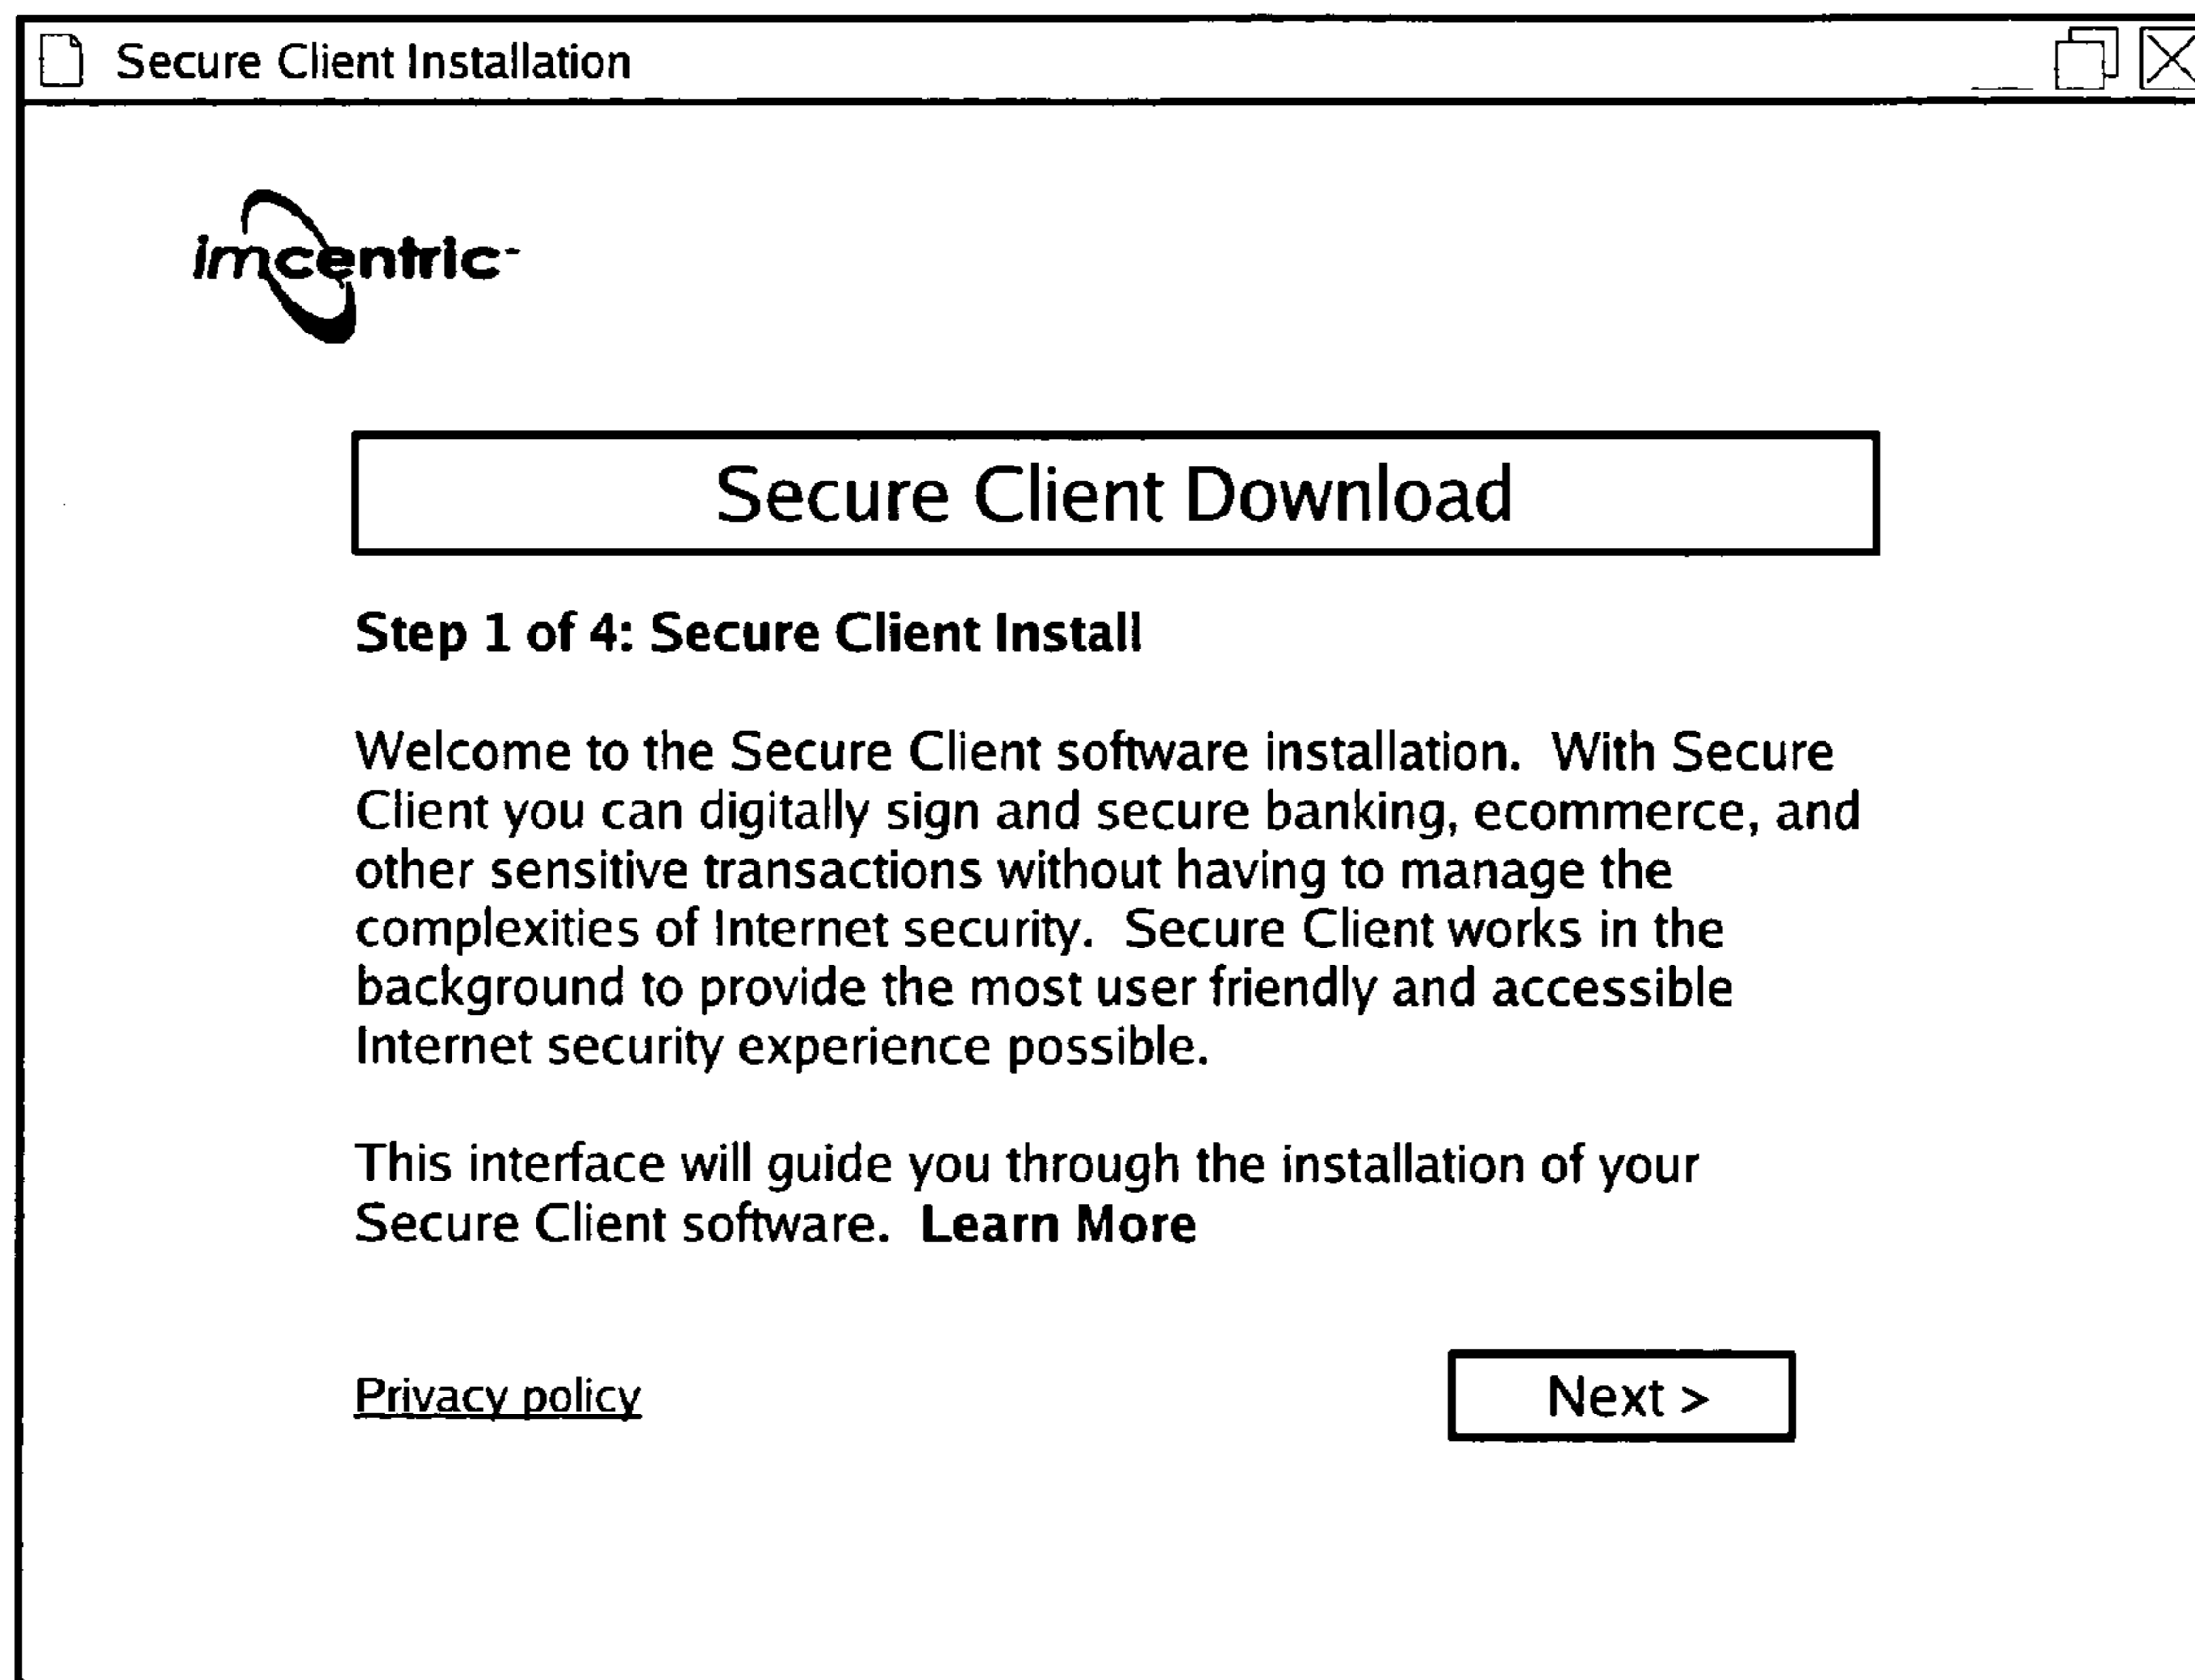 Secure Client Installation
imcentric
Secure Client Download
Step 1 of 4: Secure Client Install
Welcome to the Secure Client software installation.  With Secure
Client you can digitally sign and secure banking, ecommerce, and
other sensitive transactions without having to manage the
complexities of Internet security.  Secure Client works in the
background to provide the most user friendly and accessible
Internet security experience possible.
This interface will guide you through the installation of your
Secure Client software.  Learn More
Privacy policy
Next >